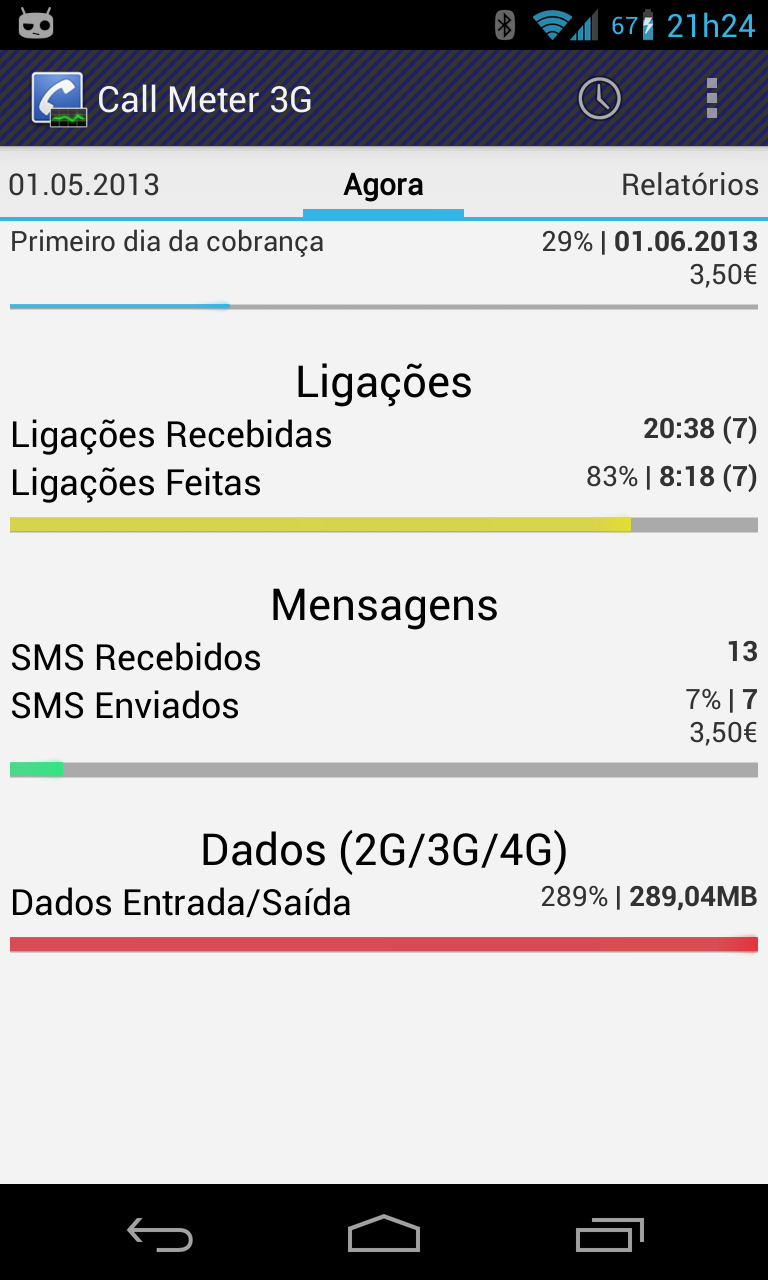 67 21h24
Call Meter 3G
01.05.2013 Agora Relatórios
Primeiro dia da cobrança 29% | 01.06.2013
3,50€
Ligações
Ligações Recebidas 20:38 (7)
Ligações Feitas 83% | 8:18 (7)
Mensagens
SMS Recebidos 13
SMS Enviados 7% | 7
3,50€
Dados (2G/3G/4G)
Dados Entrada/Saída 289% | 289,04MB